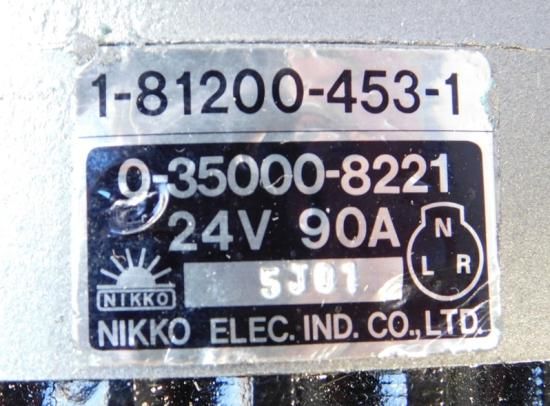 1-81200-453-1
0-35000-8221
24V 90A
N
L R
5J01
NIKKO
NIKKO ELEC. IND. CO., LTD.